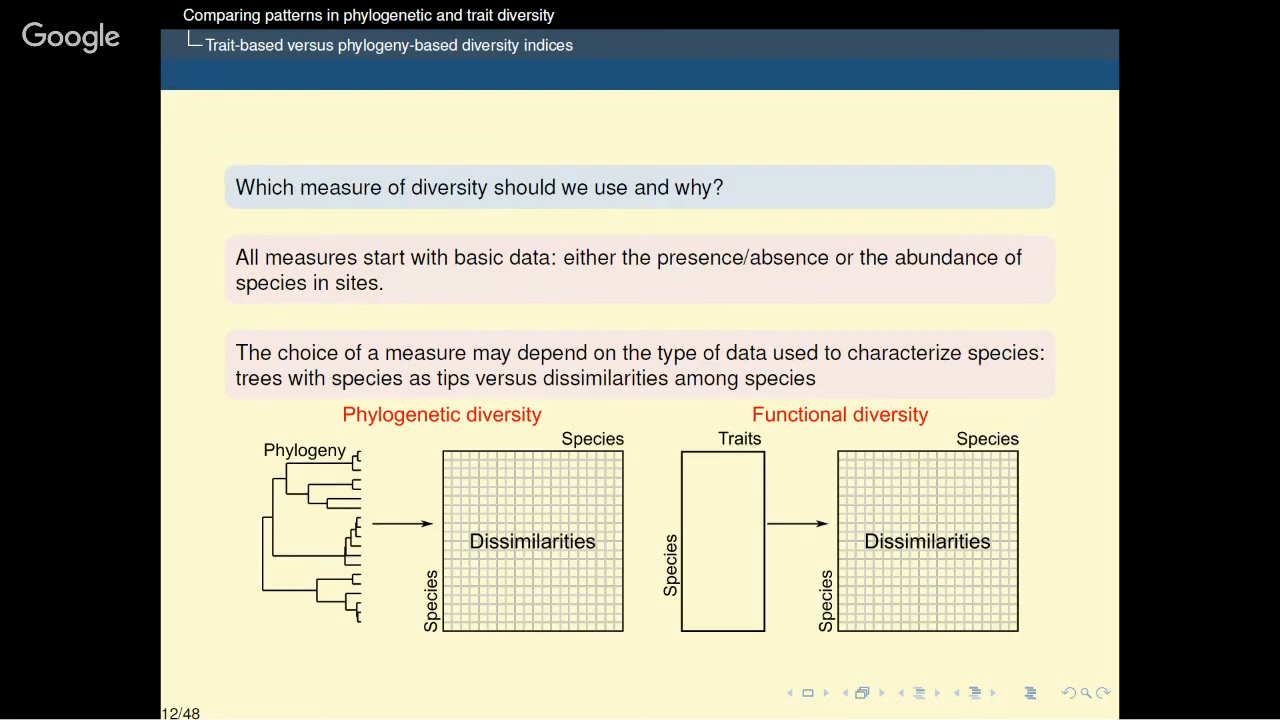 Google
Comparing patterns in phylogenetic and trait diversity
Trait-based versus phylogeny-based diversity indices
Which measure of diversity should we use and why?
All measures start with basic data: either the presence/absence or the abundance of
species in sites.
The choice of a measure may depend on the type of data used to characterize species:
trees with species as tips versus dissimilarities among species
Phylogenetic diversity
Functional diversity
Phylogeny
Species
Dissimilarities
Species
Traits
Species
Species
Dissimilarities
Species
12/48